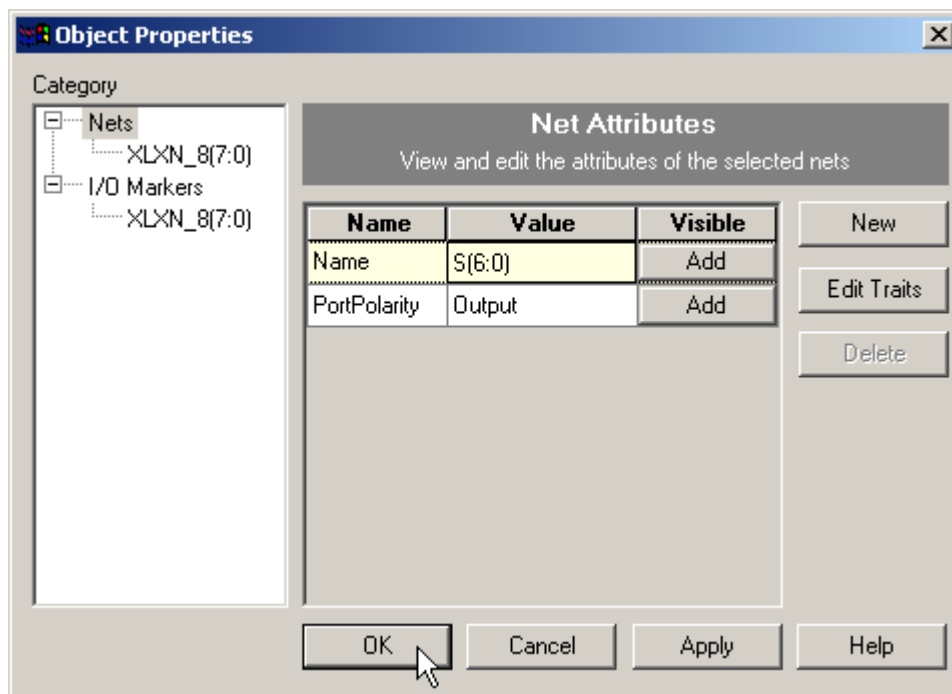 Object Properties
Category
Nets
XLXN_8(7:0)
I/O Markers
XLXN_8(7:0)
Net Attributes
View and edit the attributes of the selected nets
Name Value Visible
Name S(6:0) Add
PortPolarity Output Add
New
Edit Traits
Delete
OK Cancel Apply Help